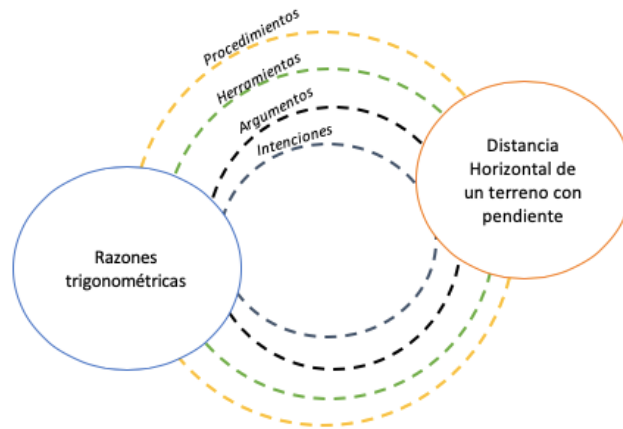 Procedimientos
Herramientas
Argumentos
Intenciones
Razones
trigonométricas
Distancia
Horizontal de
un terreno con
pendiente